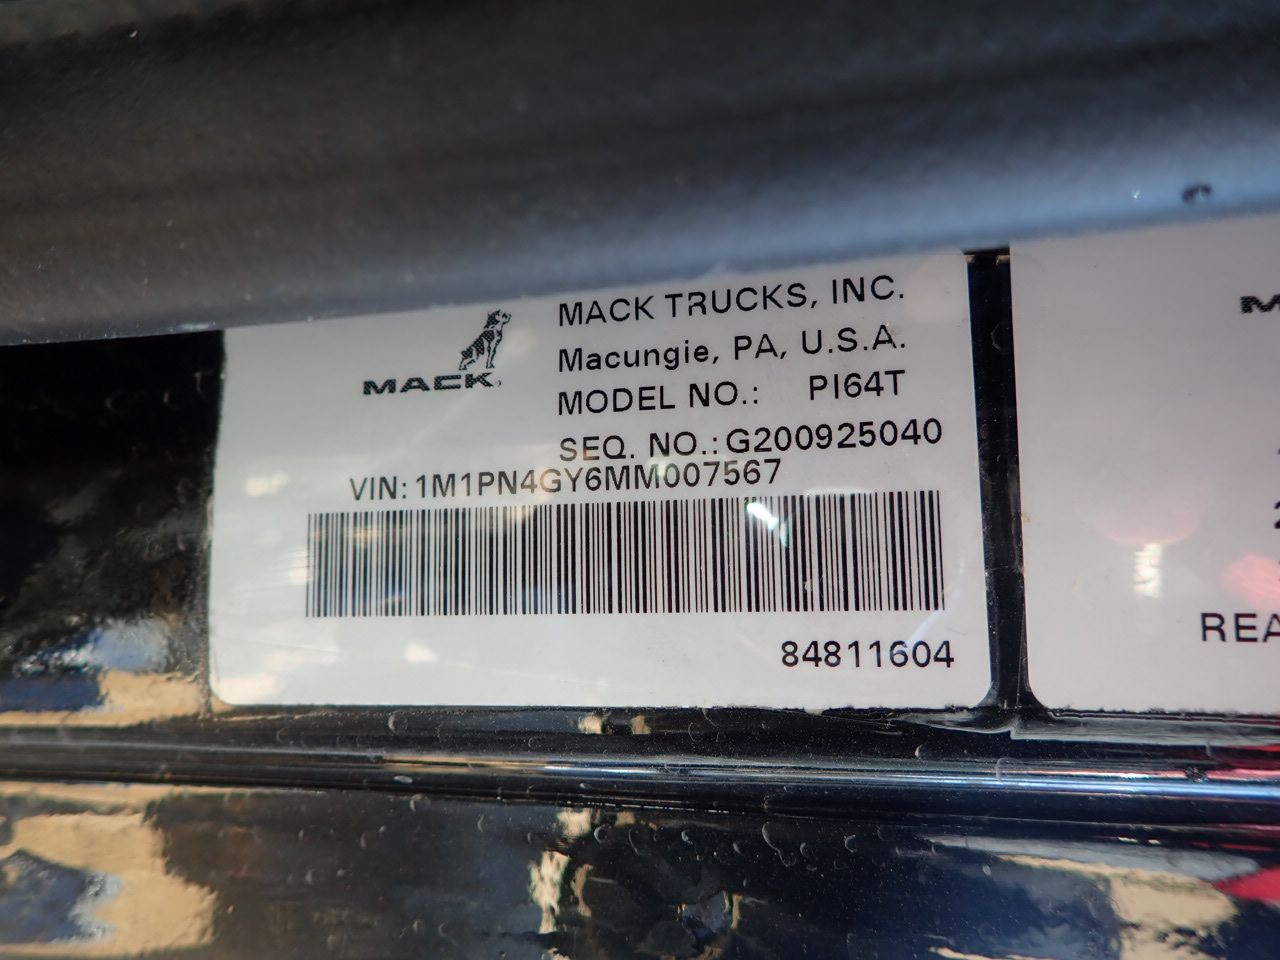 MACK
MACK TRUCKS, INC.
Macungie, PA, U.S.A.
MODEL NO.: PI64T
SEQ. NO.: G200925040
VIN: 1M1PN4GY6MM007567
84811604
REA